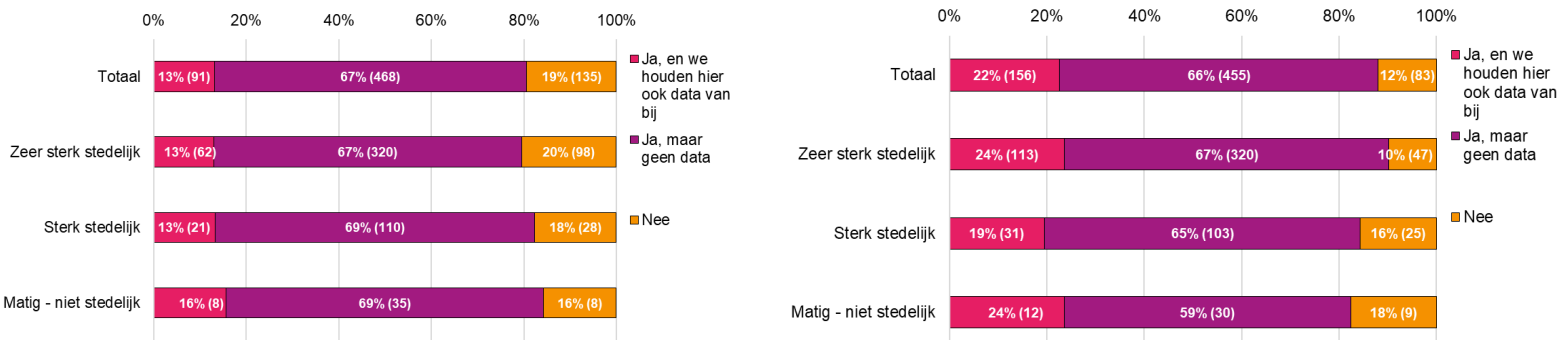 0% 20% 40% 60% 80% 100%
Totaal 13% (91) 67% (468) 19% (135)
Zeer sterk stedelijk 13% (62) 67% (320) 20% (98)
Sterk stedelijk 13% (21) 69% (110) 18% (28)
Matig - niet stedelijk 16% (8) 69% (35) 16% (8)
Ja, en we
houden hier
ook data van
bij
Ja, maar
geen data
Nee
0% 20% 40% 60% 80% 100%
Totaal 22% (156) 66% (455) 12% (83)
Zeer sterk stedelijk 24% (113) 67% (320) 10% (47)
Sterk stedelijk 19% (31) 65% (103) 16% (25)
Matig - niet stedelijk 24% (12) 59% (30) 18% (9)
Ja, en we
houden hier
ook data van
bij
Ja, maar
geen data
Nee